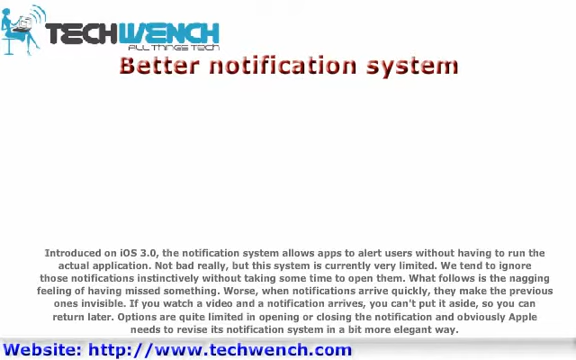 TECHWENCH
ALL THINGS TECH
Better notification system
Introduced on iOS 3.0, the notification system allows apps to alert users without having to run the
actual application. Not bad really, but this system is currently very limited. We tend to ignore
those notifications instinctively without taking some time to open them. What follows is the nagging
feeling of having missed something. Worse, when notifications arrive quickly, they make the previous
ones invisible. If you watch a video and a notification arrives, you can't put it aside, so you can
return later. Options are quite limited in opening or closing the notification and obviously Apple
needs to revise its notification system in a bit more elegant way.
Website: http://www.techwench.com